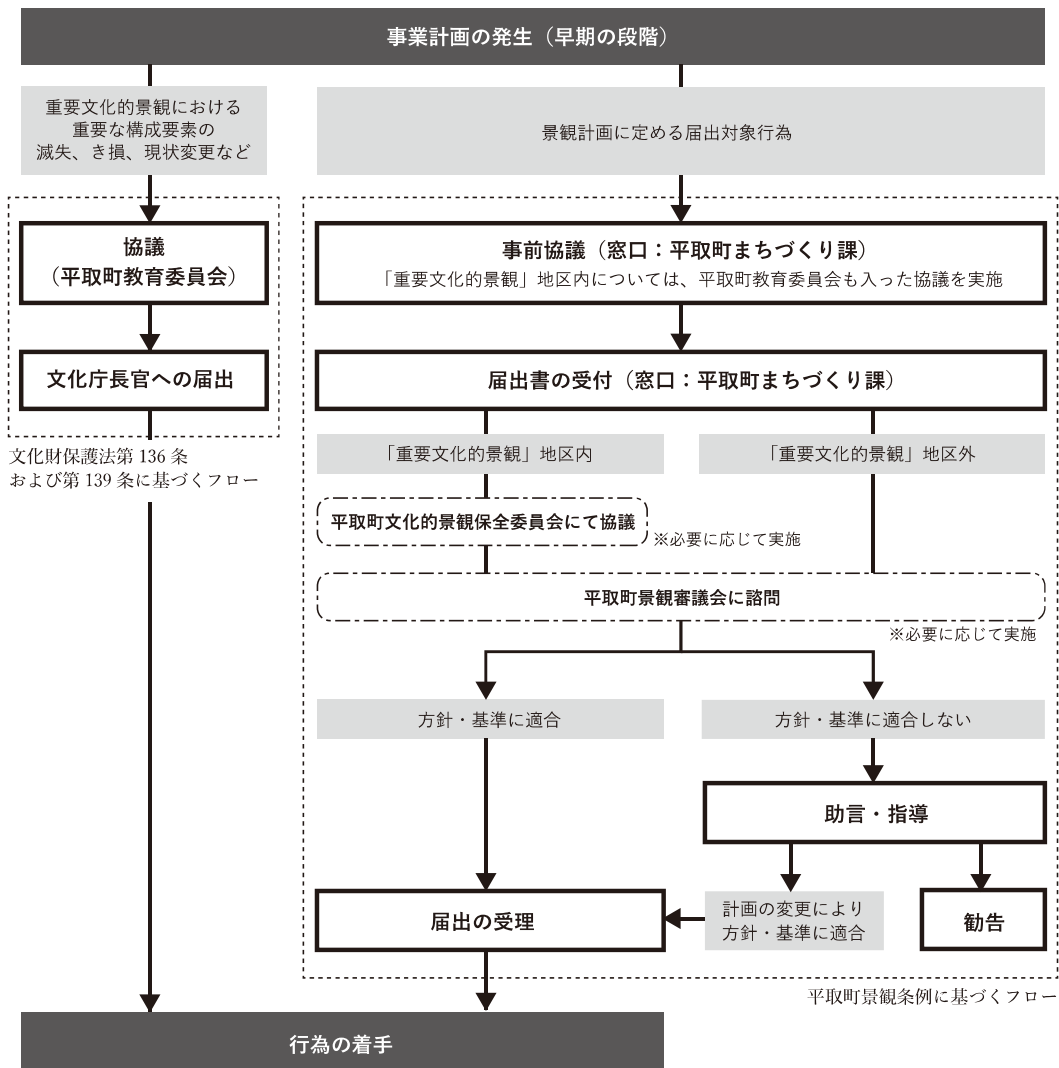 事業計画の発生（早期の段階）
重要文化的景観における
重要な構成要素の
滅失、き損、現状変更など
協議
（平取町教育委員会）
文化庁長官への届出
文化財保護法第 136 条
および第 139 条に基づくフロー
景観計画に定める届出対象行為
事前協議（窓口：平取町まちづくり課）
「重要文化的景観」地区内については、平取町教育委員会も入った協議を実施
届出書の受付（窓口：平取町まちづくり課）
「重要文化的景観」地区内
「重要文化的景観」地区外
平取町文化的景観保全委員会にて協議
※必要に応じて実施
平取町景観審議会に諮問
※必要に応じて実施
方針・基準に適合
方針・基準に適合しない
助言・指導
計画の変更により
方針・基準に適合
勧告
届出の受理
平取町景観条例に基づくフロー
行為の着手